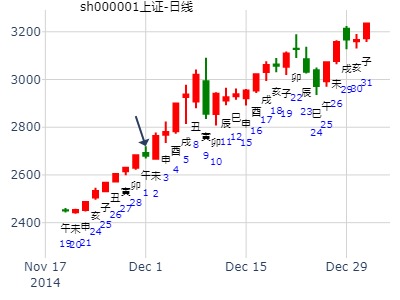 sh000001上证-日线
3200
3000
2800
2600
2400
午 未 申 亥 子 丑 寅 卯 午 未 申 酉 戌 丑 寅 卯 辰 巳 申 酉 戌 亥 子 卯 辰 巳 午 未 戌 亥 子
19 20 21 24 25 26 27 28 1 2 3 4 5 8 9 10 11 12 15 16 17 18 19 22 23 24 25 26 29 30 31
Nov 17 Dec 1 Dec 15 Dec 29
2014